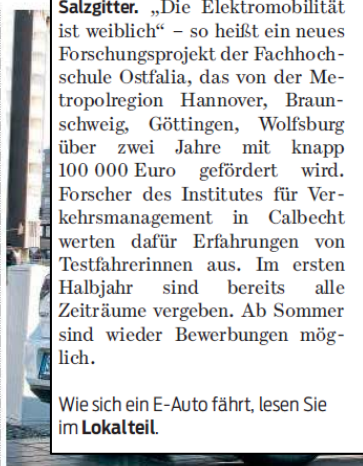 Salzgitter. „Die Elektromobilität
ist weiblich“ – so heißt ein neues
Forschungsprojekt der Fachhoch-
schule Ostfalia, das von der Me-
tropolregion Hannover, Braun-
schweig, Göttingen, Wolfsburg
über zwei Jahre mit knapp
100 000 Euro gefördert wird.
Forscher des Institutes für Ver-
kehrsmanagement in Calbecht
werten dafür Erfahrungen von
Testfahrerinnen aus. Im ersten
Halbjahr sind bereits alle
Zeiträume vergeben. Ab Sommer
sind wieder Bewerbungen mög-
lich.
Wie sich ein E-Auto fährt, lesen Sie
im Lokalteil.